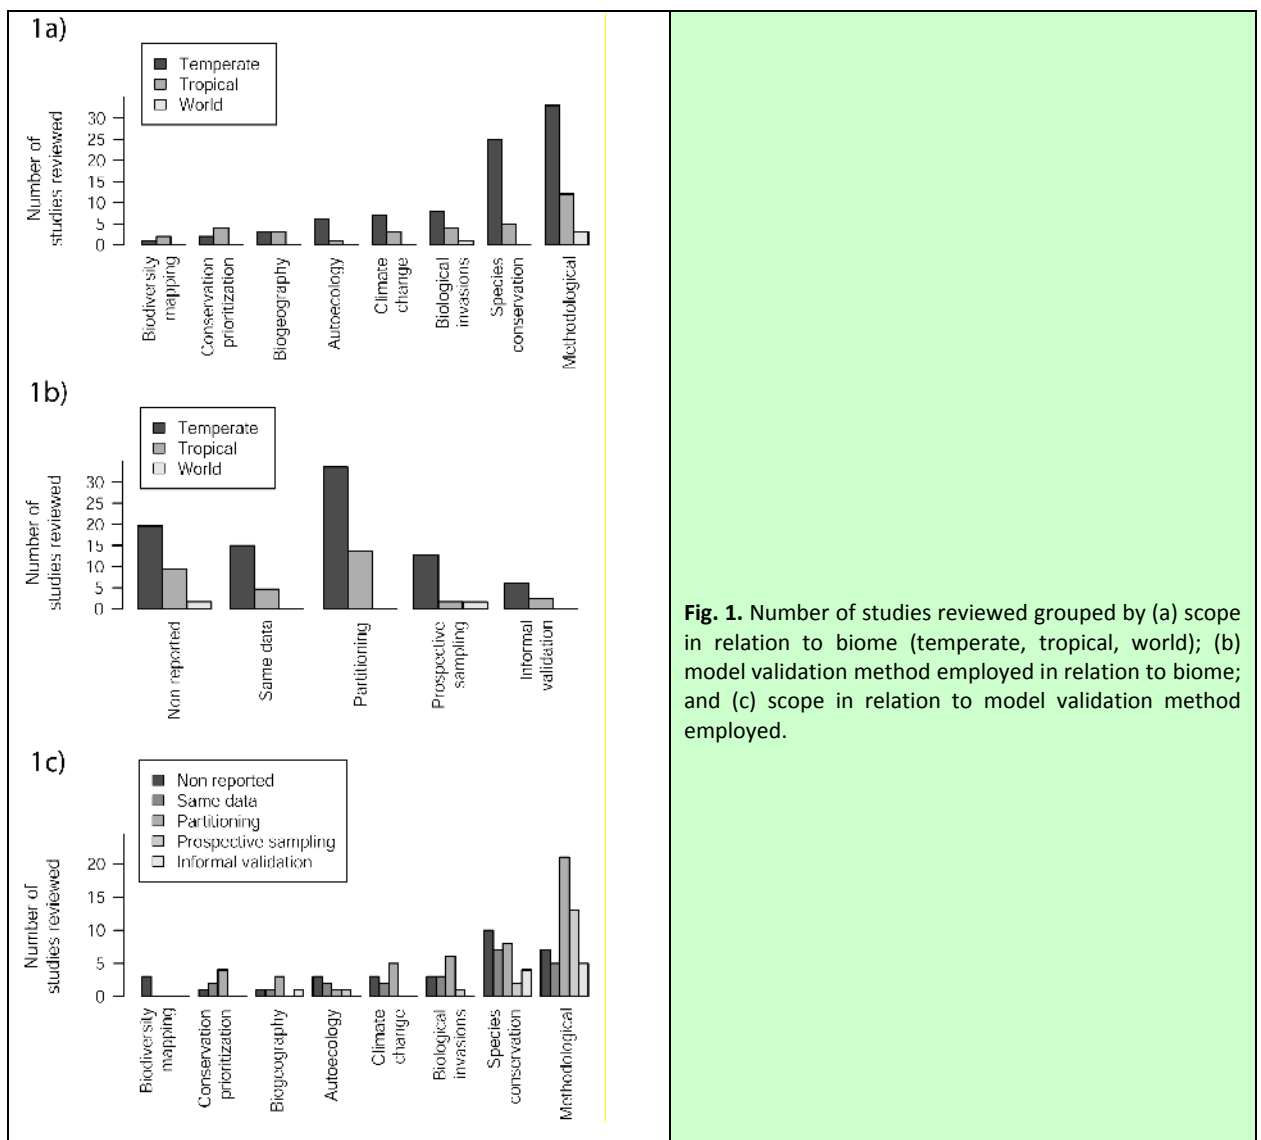 1a)
Temperate
Tropical
World
Number of
studies reviewed
30
25
20
15
10
5
0
Biodiversity
mapping
Conservation
prioritization
Biogeography
Autoecology
Climate
change
Biological
invasions
Species
conservation
Methodological
1b)
Temperate
Tropical
World
Number of
studies reviewed
30
25
20
15
10
5
0
Non reported
Same data
Partitioning
Prospective
sampling
Informal
validation
1c)
Non reported
Same data
Partitioning
Prospective sampling
Informal validation
Number of
studies reviewed
20
15
10
5
0
Biodiversity
mapping
Conservation
prioritization
Biogeography
Autoecology
Climate
change
Biological
invasions
Species
conservation
Methodological
Fig. 1. Number of studies reviewed grouped by (a) scope
in relation to biome (temperate, tropical, world); (b)
model validation method employed in relation to biome;
and (c) scope in relation to model validation method
employed.